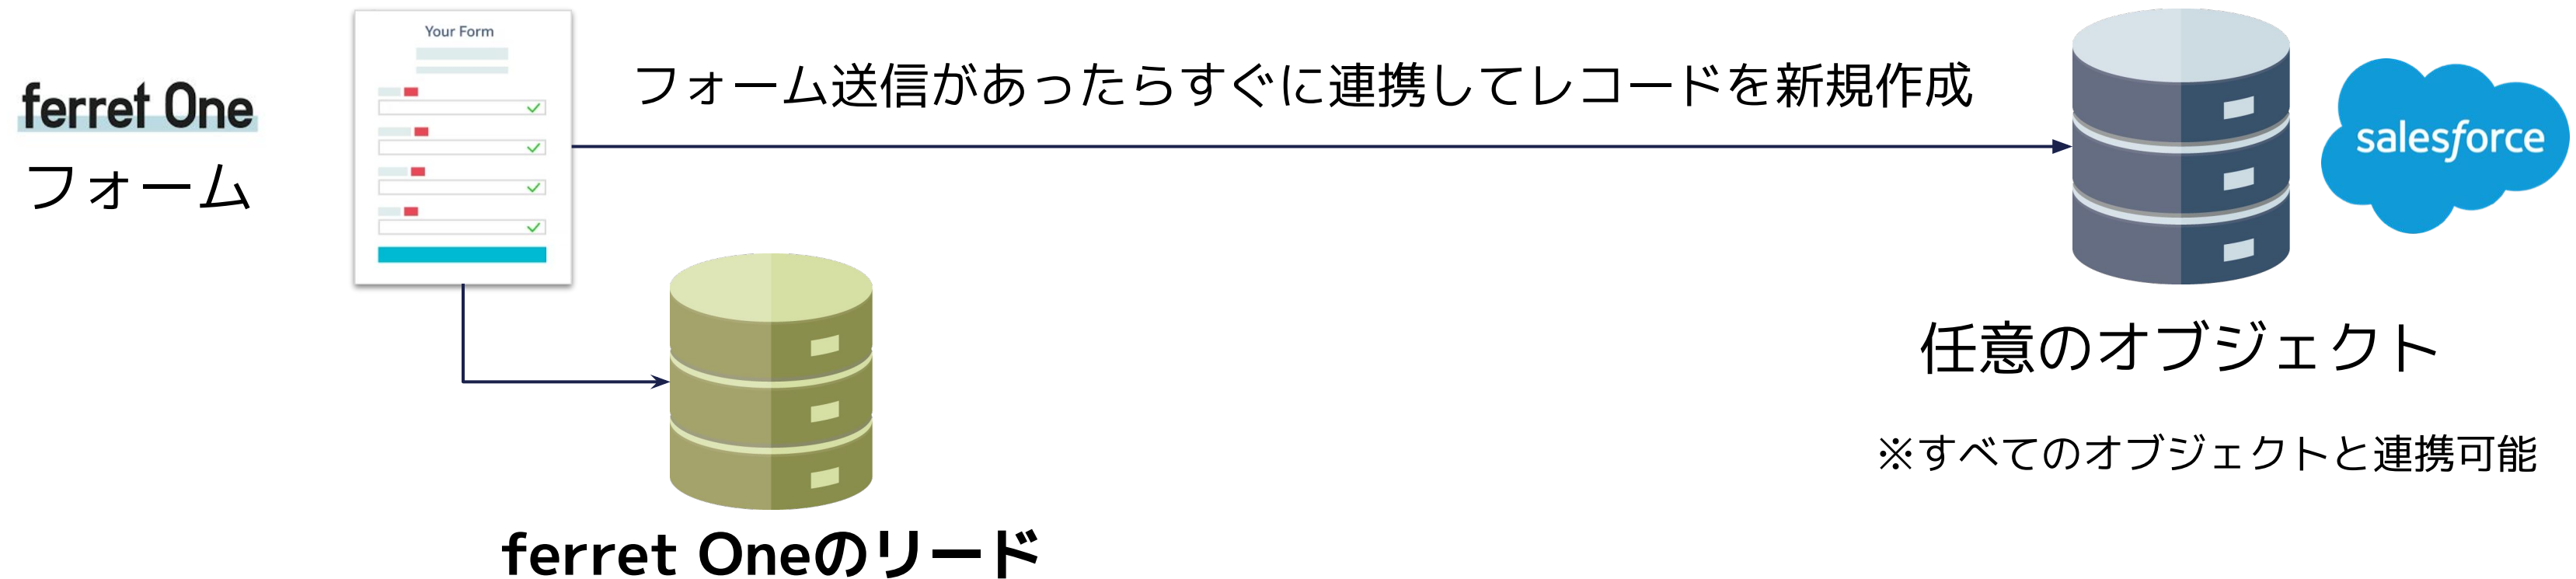 ferret One
フォーム
Your Form
フォーム送信があったらすぐに連携してレコードを新規作成
salesforce
任意のオブジェクト
※すべてのオブジェクトと連携可能
ferret Oneのリード